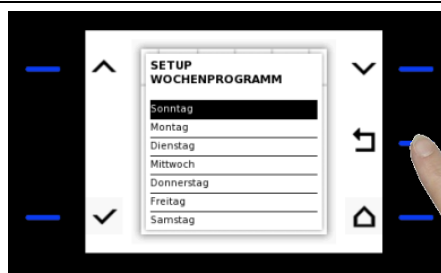 SETUP
WOCHENPROGRAMM
Sonntag
Montag
Dienstag
Mittwoch
Donnerstag
Freitag
Samstag